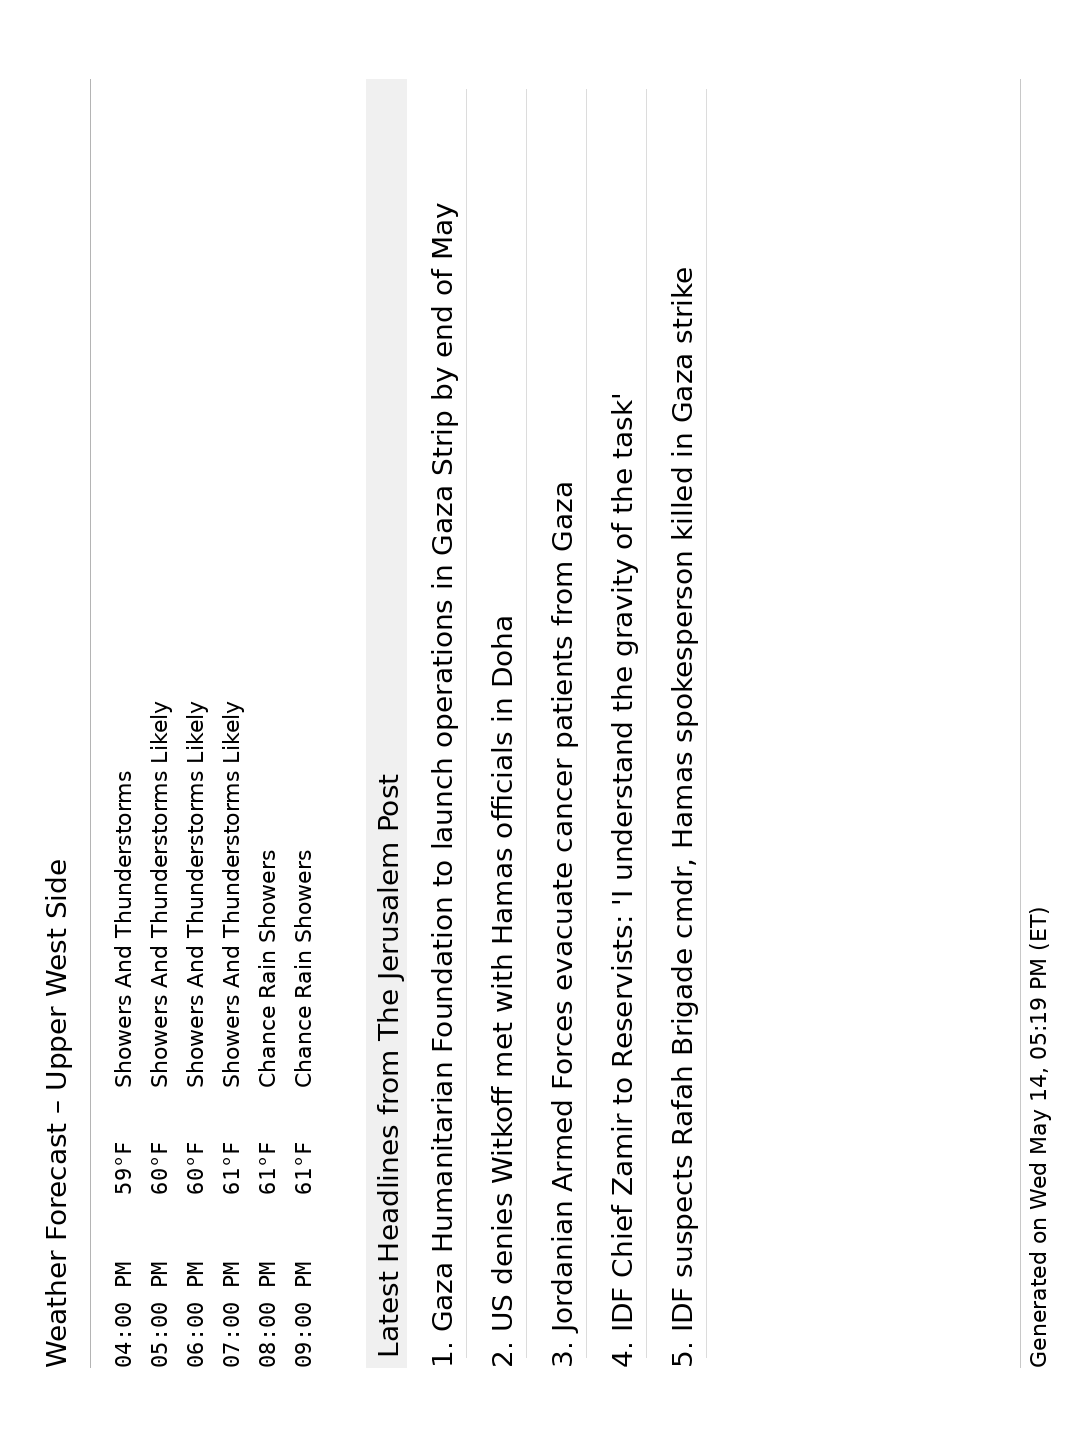 Weather Forecast – Upper West Side
04:00 PM 59°F Showers And Thunderstorms
05:00 PM 60°F Showers And Thunderstorms Likely
06:00 PM 60°F Showers And Thunderstorms Likely
07:00 PM 61°F Showers And Thunderstorms Likely
08:00 PM 61°F Chance Rain Showers
09:00 PM 61°F Chance Rain Showers
Latest Headlines from The Jerusalem Post
1. Gaza Humanitarian Foundation to launch operations in Gaza Strip by end of May
2. US denies Witkoff met with Hamas officials in Doha
3. Jordanian Armed Forces evacuate cancer patients from Gaza
4. IDF Chief Zamir to Reservists: 'I understand the gravity of the task'
5. IDF suspects Rafah Brigade cmdr, Hamas spokesperson killed in Gaza strike
Generated on Wed May 14, 05:19 PM (ET)